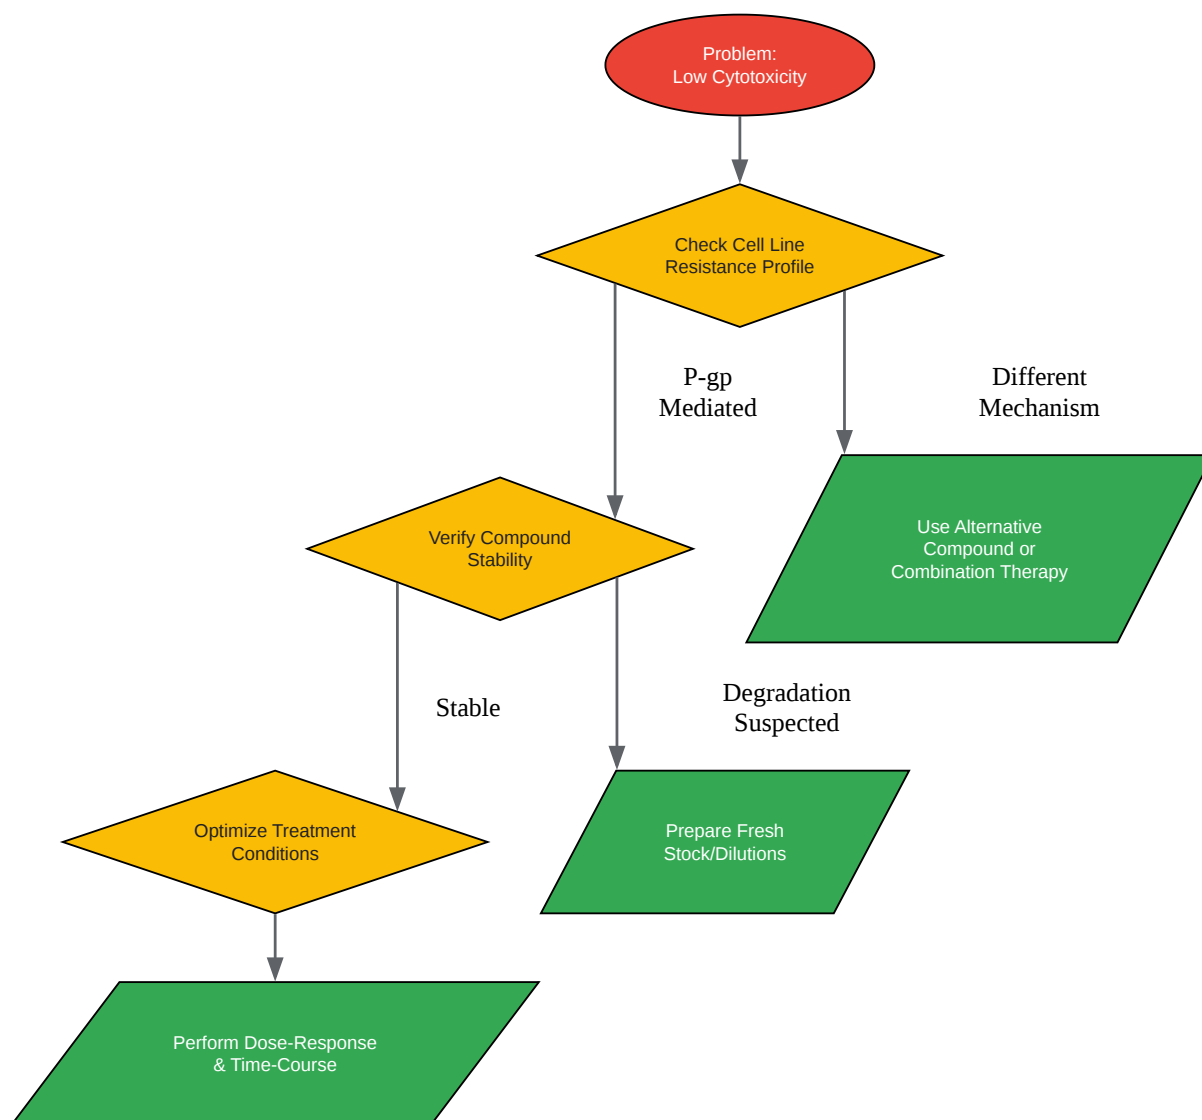 Problem:
Low Cytotoxicity
Check Cell Line
Resistance Profile
P-gp
Mediated
Different
Mechanism
Use Alternative
Compound or
Combination Therapy
Verify Compound
Stability
Stable
Degradation
Suspected
Optimize Treatment
Conditions
Prepare Fresh
Stock/Dilutions
Perform Dose-Response
& Time-Course